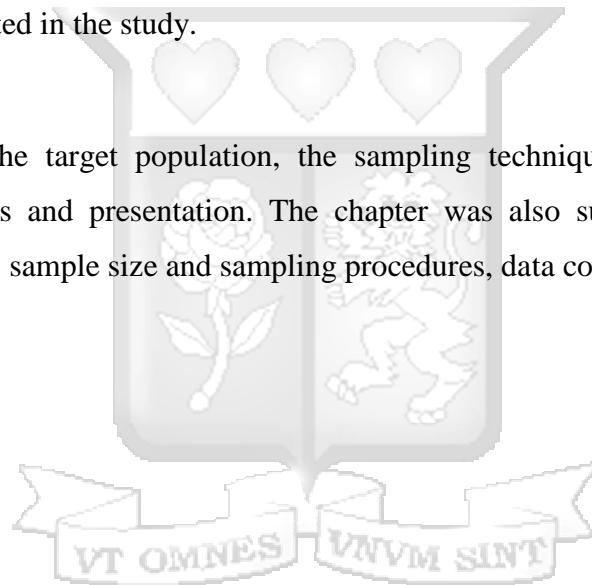 ted in the study.
he target population, the sampling techniqu
s and presentation. The chapter was also su
sample size and sampling procedures, data co
VT OMNES VNVM SINT